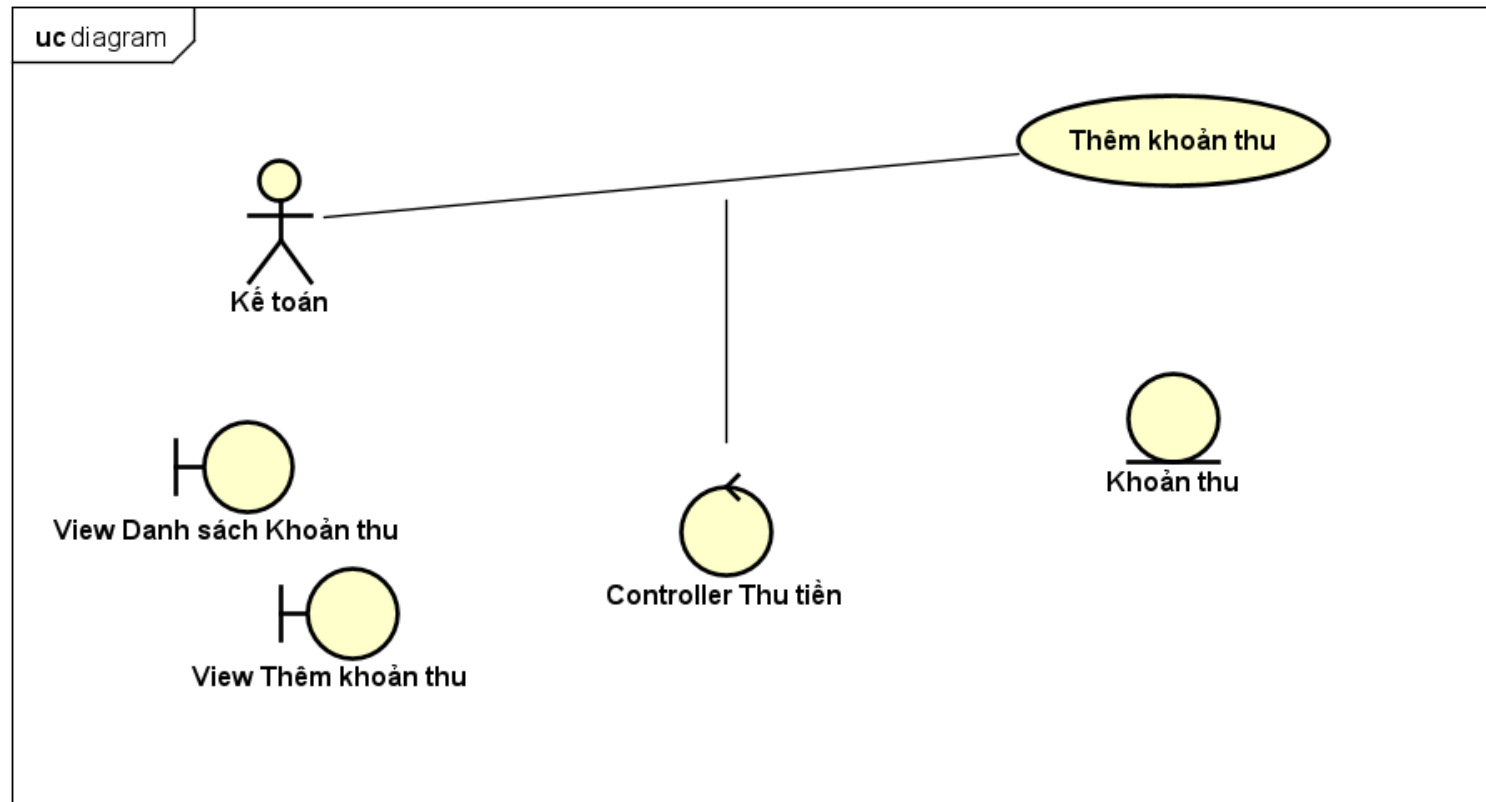 uc diagram
Thêm khoản thu
Kế toán
Khoản thu
View Danh sách Khoản thu
Controller Thu tiền
View Thêm khoản thu